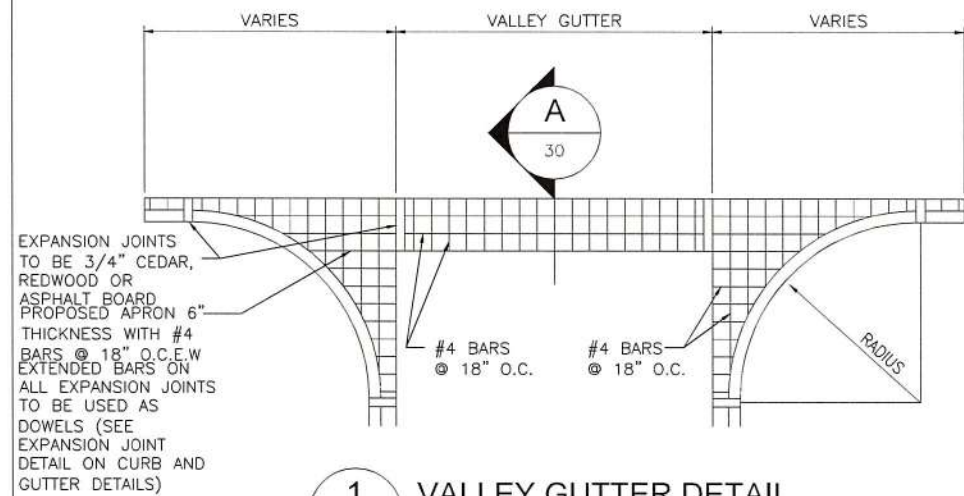 VARIES
VALLEY GUTTER
VARIES
A
30
EXPANSION JOINTS
TO BE 3/4" CEDAR,
REDWOOD OR
ASPHALT BOARD
PROPOSED APRON 6"
THICKNESS WITH #4
BARS @ 18" O.C.E.W
EXTENDED BARS ON
ALL EXPANSION JOINTS
TO BE USED AS
DOWELS (SEE
EXPANSION JOINT
DETAIL ON CURB AND
GUTTER DETAILS)
#4 BARS
@ 18" O.C.
#4 BARS
@ 18" O.C.
RADIUS
1
VALLEY GUTTER DETAIL